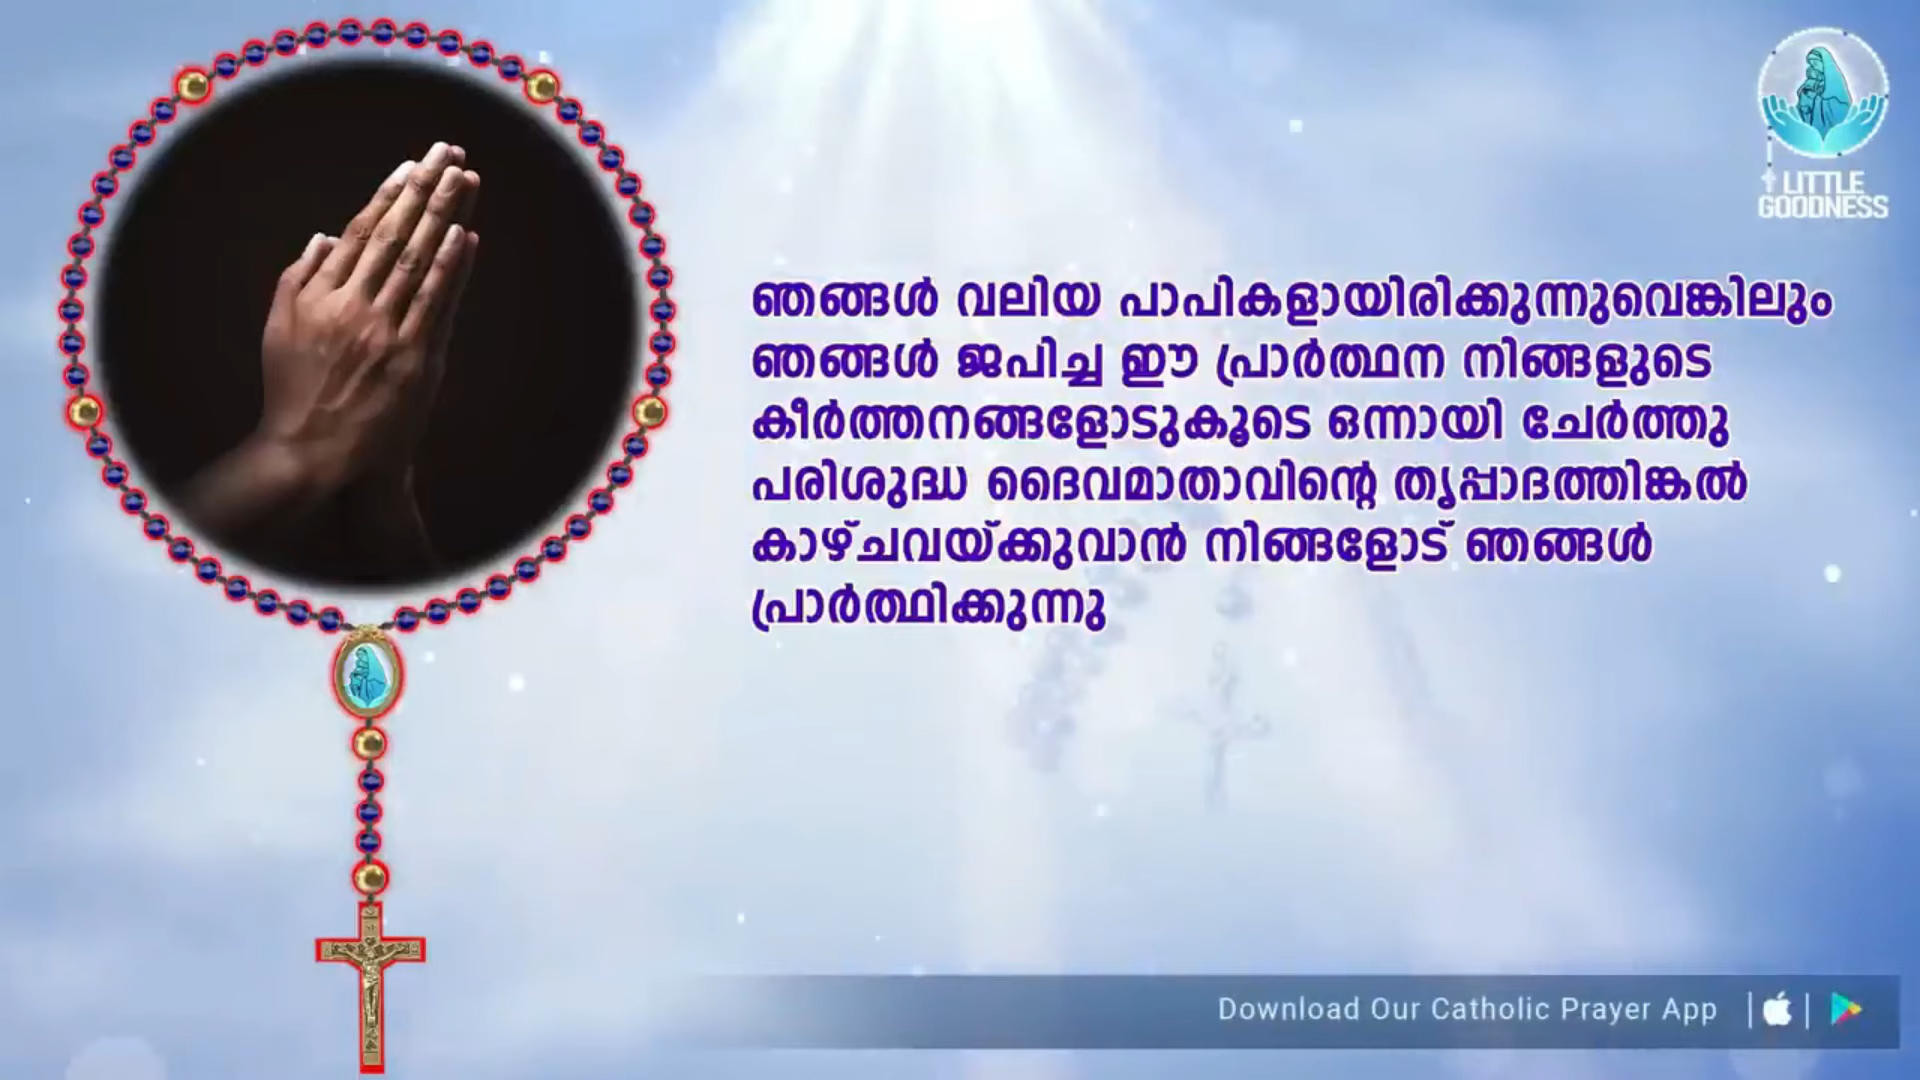 LITTLE
GOODNESS
ഞങ്ങൾ വലിയ പാപികളായിരിക്കുന്നുവെങ്കിലും
ഞങ്ങൾ ജപിച്ച ഈ പ്രാർത്ഥന നിങ്ങളുടെ
കീർത്തനങ്ങളോടുകൂടെ ഒന്നായി ചേർത്തു
പരിശുദ്ധ ദൈവമാതാവിന്റെ തൃപ്പാദത്തിങ്കൽ
കാഴ്ചവയ്ക്കുവാൻ നിങ്ങളോട് ഞങ്ങൾ
പ്രാർത്ഥിക്കുന്നു
Download Our Catholic Prayer App